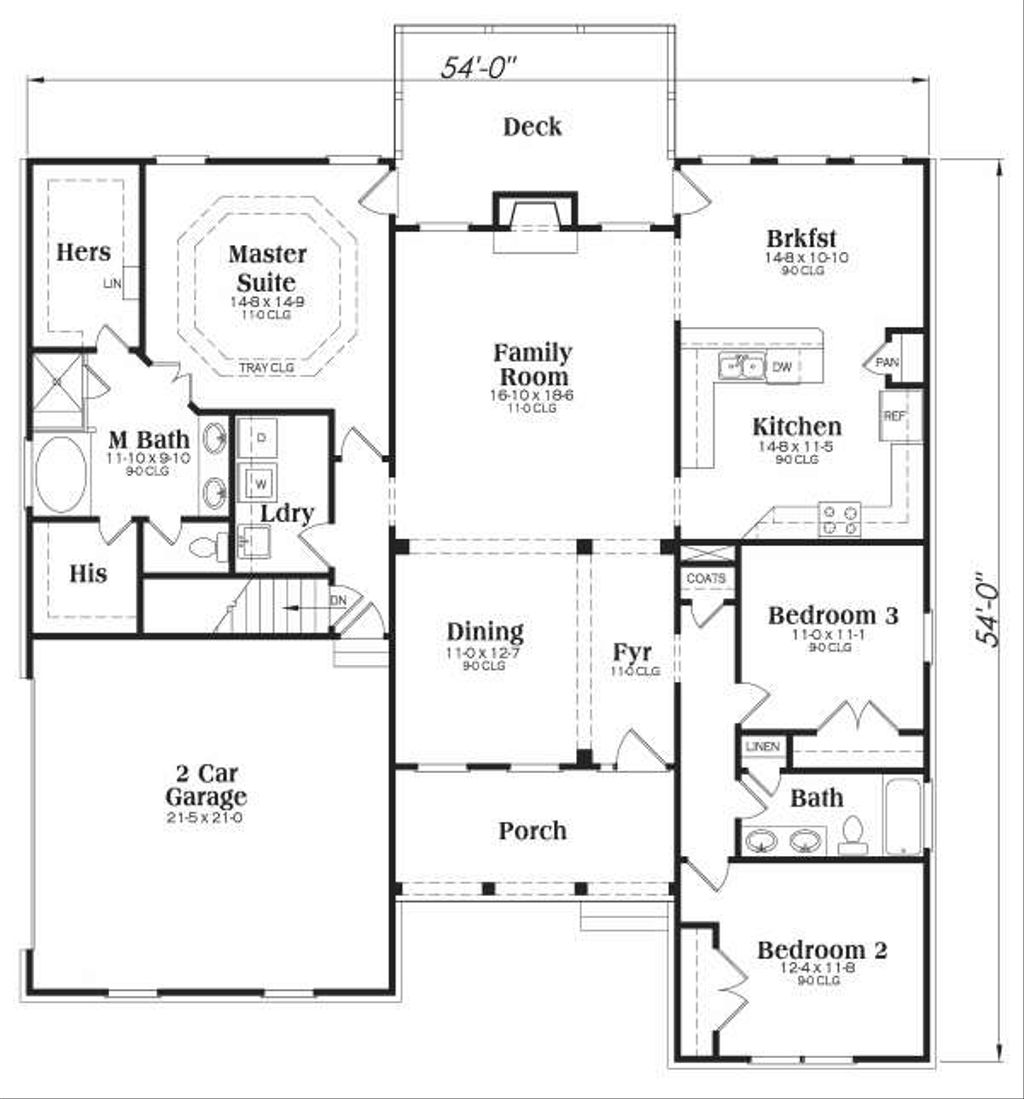 54'-0"
Deck
Hers
LIN
Master
Suite
14-8 x 14-9
11-0 CLG
TRAY CLG
Brkfst
14-8 x 10-10
9-0 CLG
Family
Room
16-10 x 18-6
11-0 CLG
DW
PAN
REF
Kitchen
14-8 x 11-5
9-0 CLG
M Bath
11-10 x 9-10
9-0 CLG
D
W
Ldry
His
DN
COATS
Dining
11-0 x 12-7
9-0 CLG
Fyr
11-0 CLG
Bedroom 3
11-0 x 11-1
9-0 CLG
54'-0"
LINEN
2 Car
Garage
21-5 x 21-0
Porch
Bath
Bedroom 2
12-4 x 11-8
9-0 CLG